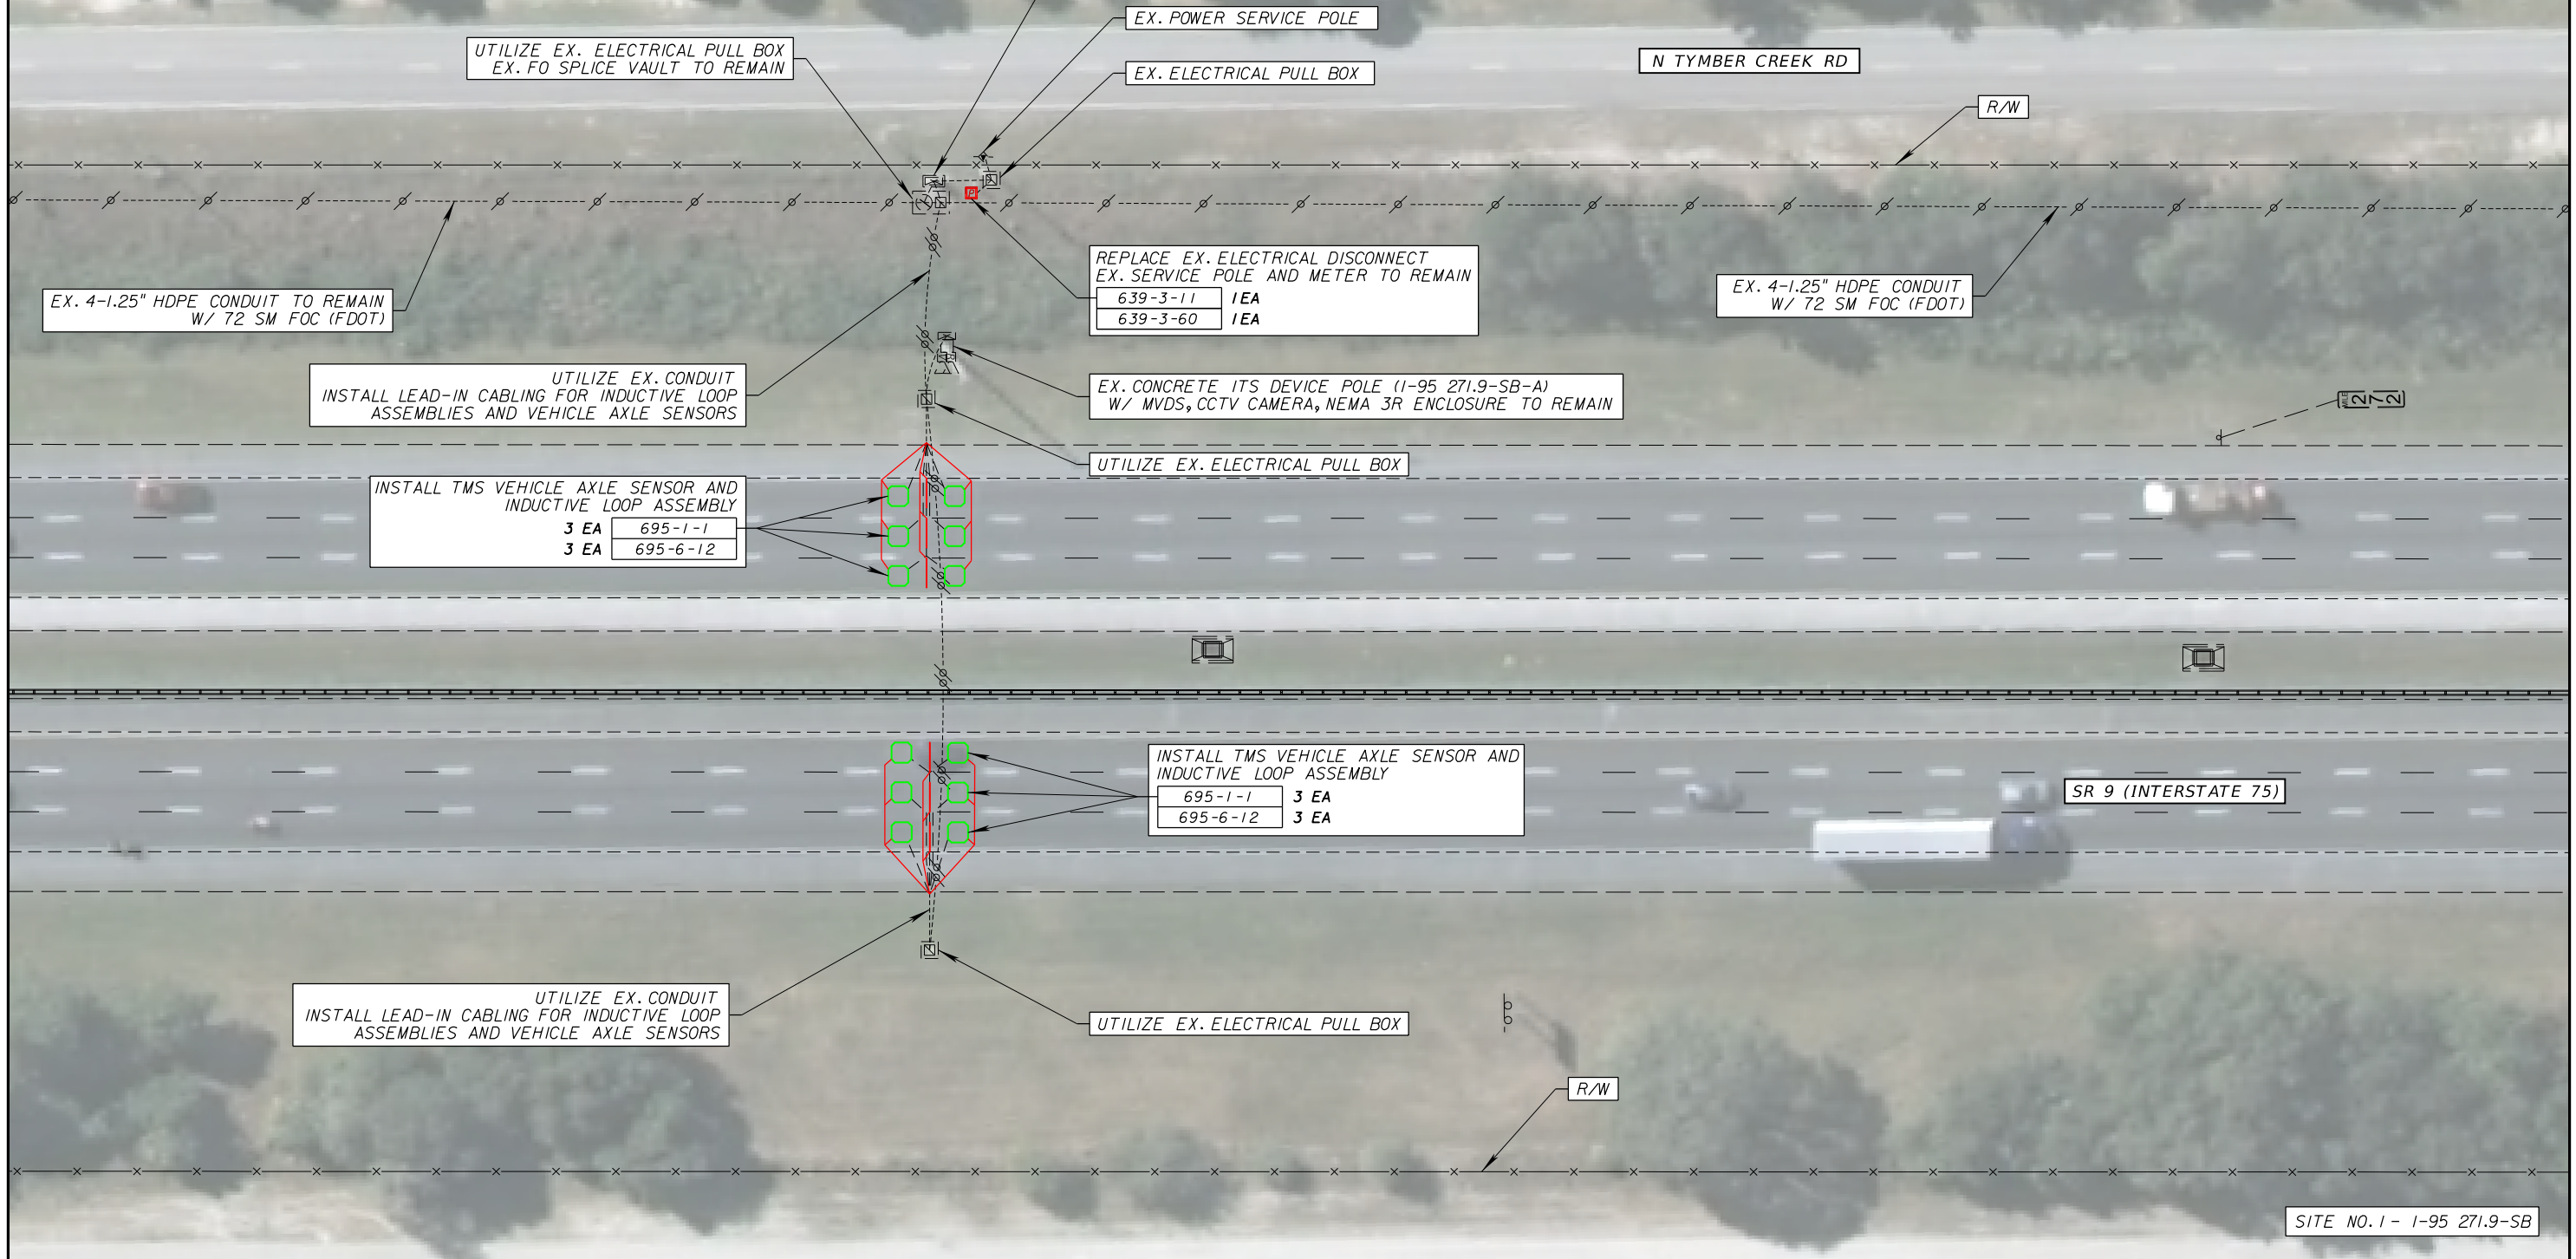 EX. POWER SERVICE POLE
UTILIZE EX. ELECTRICAL PULL BOX
EX. FO SPLICE VAULT TO REMAIN
N TYMBER CREEK RD
EX. ELECTRICAL PULL BOX
R/W
REPLACE EX. ELECTRICAL DISCONNECT
EX. SERVICE POLE AND METER TO REMAIN
639-3-11 1 EA
639-3-60 1 EA
EX. 4-1.25" HDPE CONDUIT TO REMAIN
W/ 72 SM FOC (FDOT)
EX. 4-1.25" HDPE CONDUIT
W/ 72 SM FOC (FDOT)
UTILIZE EX. CONDUIT
INSTALL LEAD-IN CABLING FOR INDUCTIVE LOOP
ASSEMBLIES AND VEHICLE AXLE SENSORS
EX. CONCRETE ITS DEVICE POLE (I-95 271.9-SB-A)
W/ MVDS, CCTV CAMERA, NEMA 3R ENCLOSURE TO REMAIN
MILE
272
UTILIZE EX. ELECTRICAL PULL BOX
INSTALL TMS VEHICLE AXLE SENSOR AND
INDUCTIVE LOOP ASSEMBLY
3 EA 695-1-1
3 EA 695-6-12
INSTALL TMS VEHICLE AXLE SENSOR AND
INDUCTIVE LOOP ASSEMBLY
695-1-1 3 EA
695-6-12 3 EA
SR 9 (INTERSTATE 75)
UTILIZE EX. CONDUIT
INSTALL LEAD-IN CABLING FOR INDUCTIVE LOOP
ASSEMBLIES AND VEHICLE AXLE SENSORS
UTILIZE EX. ELECTRICAL PULL BOX
R/W
SITE NO. 1 - I-95 271.9-SB